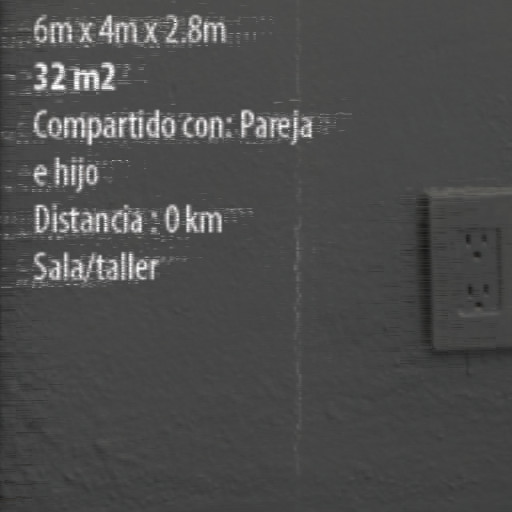 6m x 4m x 2.8m
32 m2
Compartido con: Pareja
e hijo
Distancia : 0 km
Sala/taller